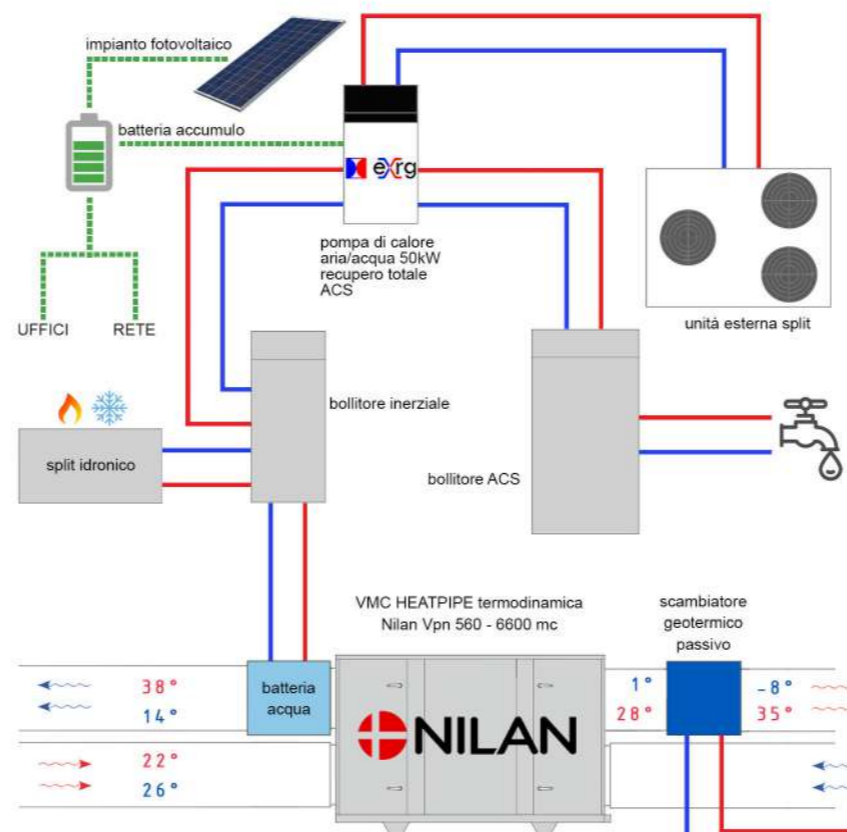 impianto fotovoltaico
batteria accumulo
exrg
pompa di calore
aria/acqua 50kW
recupero totale
ACS
unità esterna split
UFFICI
RETE
bollitore inerziale
split idronico
bollitore ACS
VMC HEATPIPE termodinamica
Nilan Vpn 560 - 6600 mc
scambiatore
geotermico
passivo
38°
14°
batteria
acqua
1°
28°
-8°
35°
NILAN
22°
26°